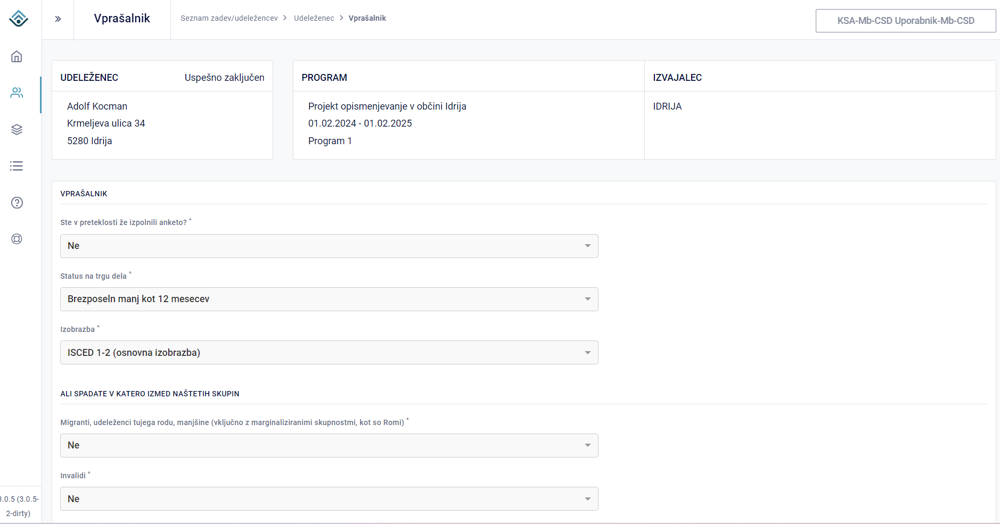 Vprašalnik
Seznam zadev/udeležencev > Udeleženec > Vprašalnik
KSA-Mb-CSD Uporabnik-Mb-CSD
UDELEŽENEC
Uspešno zaključen
Adolf Kocman
Krmeljeva ulica 34
5280 Idrija
PROGRAM
Projekt opismenjevanje v občini Idrija
01.02.2024 - 01.02.2025
Program 1
IZVAJALEC
IDRIJA
VPRAŠALNIK
Ste v preteklosti že izpolnili anketo? *
Ne
Status na trgu dela *
Brezposeln manj kot 12 mesecev
Izobrazba *
ISCED 1-2 (osnovna izobrazba)
ALI SPADATE V KATERO IZMED NAŠTETIH SKUPIN
Migranti, udeleženci tujega rodu, manjšine (vključno z marginaliziranimi skupnostmi, kot so Romi) *
Ne
Invalidi *
Ne
3.0.5 (3.0.5-
2-dirty)